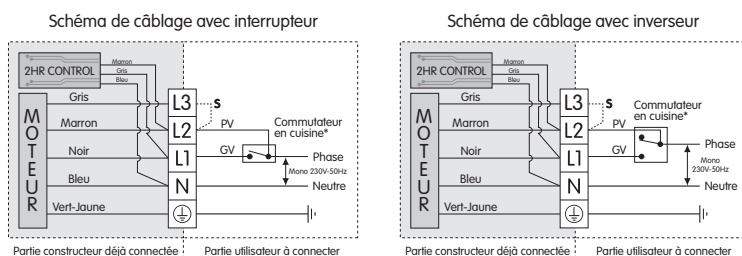 Schéma de câblage avec interrupteur
2HR CONTROL
Marron
Gris
Bleu
MOTEUR
Gris
Marron
Noir
Bleu
Vert-Jaune
L3
L2
L1
N
S
PV
GV
Commutateur
en cuisine*
Phase
Mono 230V-50Hz
Neutre
Partie constructeur déjà connectée
Partie utilisateur à connecter
Schéma de câblage avec inverseur
2HR CONTROL
Marron
Gris
Bleu
MOTEUR
Gris
Marron
Noir
Bleu
Vert-Jaune
L3
L2
L1
N
S
PV
GV
Commutateur
en cuisine*
Phase
Mono
230V-50Hz
Neutre
Partie constructeur déjà connectée
Partie utilisateur à connecter